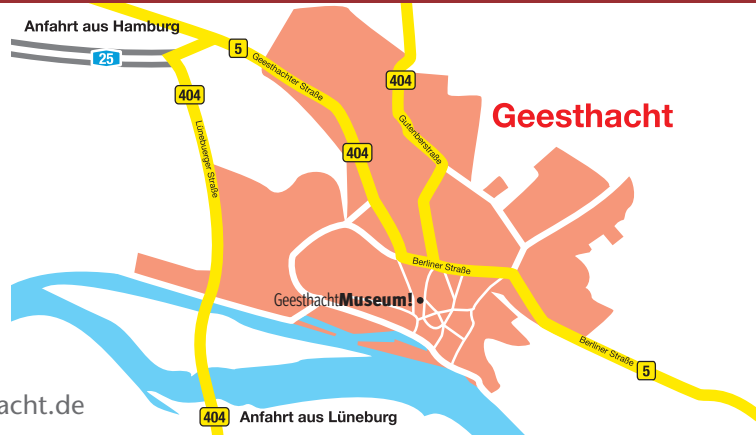 Anfahrt aus Hamburg
25
5
Geesthachter Straße
404
404
404
Lüneburger Straße
Gutenberstraße
Geesthacht
Berliner Straße
GeesthachtMuseum!
Berliner Straße
5
acht.de
404
Anfahrt aus Lüneburg